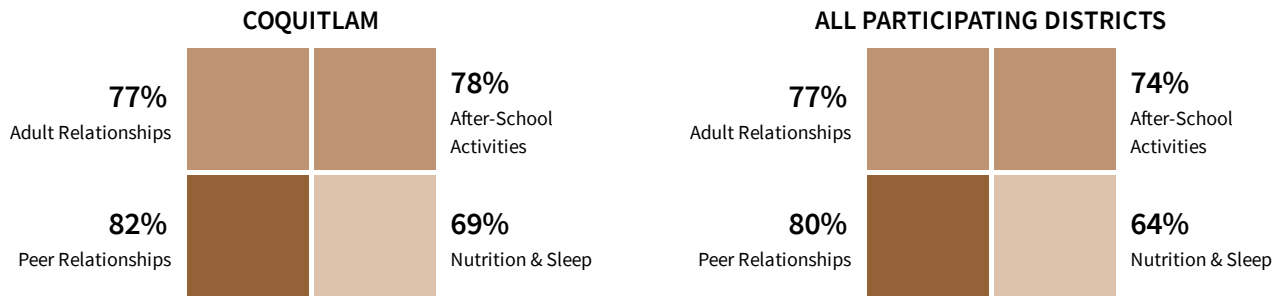 COQUITLAM
77%
Adult Relationships
78%
After-School
Activities
82%
Peer Relationships
69%
Nutrition & Sleep
ALL PARTICIPATING DISTRICTS
77%
Adult Relationships
74%
After-School
Activities
80%
Peer Relationships
64%
Nutrition & Sleep